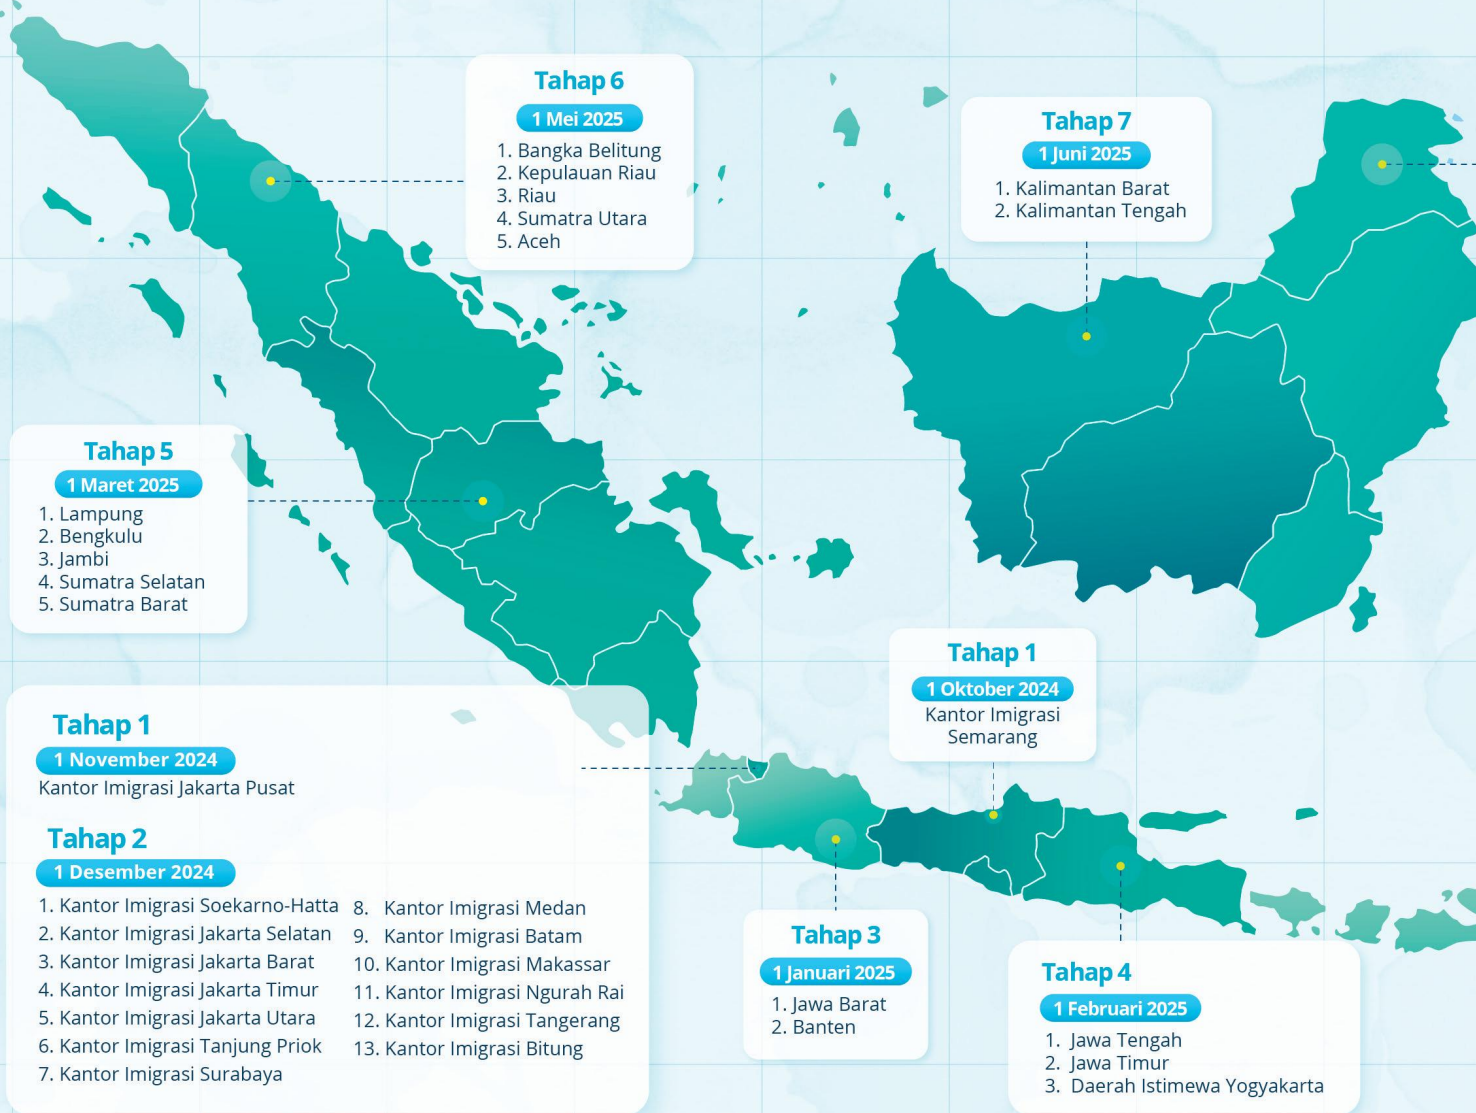 Tahap 6
1 Mei 2025
1. Bangka Belitung
2. Kepulauan Riau
3. Riau
4. Sumatra Utara
5. Aceh
Tahap 7
1 Juni 2025
1. Kalimantan Barat
2. Kalimantan Tengah
Tahap 5
1 Maret 2025
1. Lampung
2. Bengkulu
3. Jambi
4. Sumatra Selatan
5. Sumatra Barat
Tahap 1
1 Oktober 2024
Kantor Imigrasi
Semarang
Tahap 1
1 November 2024
Kantor Imigrasi Jakarta Pusat
Tahap 2
1 Desember 2024
1. Kantor Imigrasi Soekarno-Hatta
2. Kantor Imigrasi Jakarta Selatan
3. Kantor Imigrasi Jakarta Barat
4. Kantor Imigrasi Jakarta Timur
5. Kantor Imigrasi Jakarta Utara
6. Kantor Imigrasi Tanjung Priok
7. Kantor Imigrasi Surabaya
8. Kantor Imigrasi Medan
9. Kantor Imigrasi Batam
10. Kantor Imigrasi Makassar
11. Kantor Imigrasi Ngurah Rai
12. Kantor Imigrasi Tangerang
13. Kantor Imigrasi Bitung
Tahap 3
1 Januari 2025
1. Jawa Barat
2. Banten
Tahap 4
1 Februari 2025
1. Jawa Tengah
2. Jawa Timur
3. Daerah Istimewa Yogyakarta